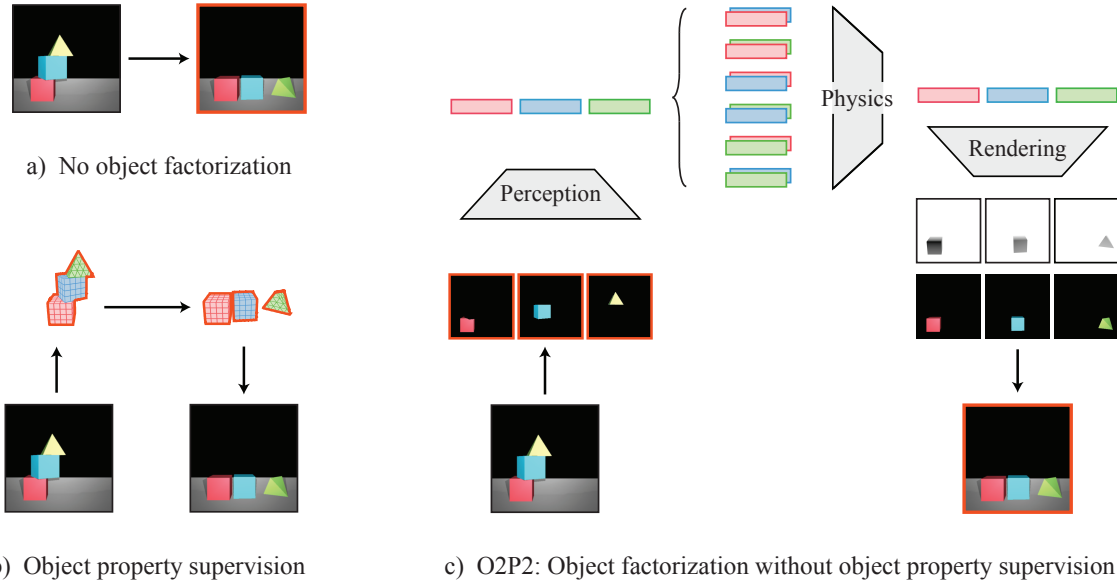 a) No object factorization
Perception
Physics
Rendering
) Object property supervision
c) O2P2: Object factorization without object property supervision